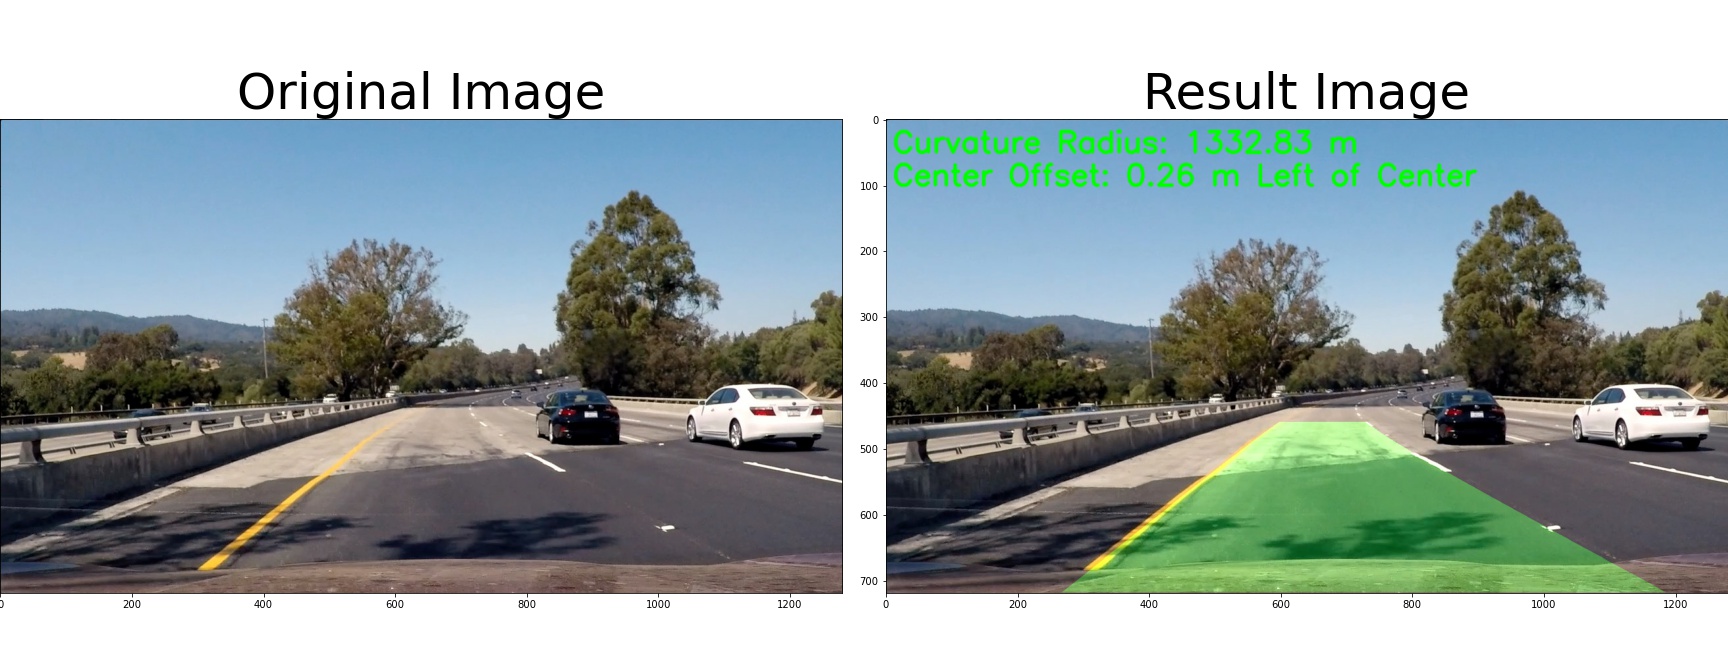 Original Image
Result Image
Curvature Radius: 1332.83 m
Center Offset: 0.26 m Left of Center
0
100
200
300
400
500
600
700
0 200 400 600 800 1000 1200
0 200 400 600 800 1000 1200